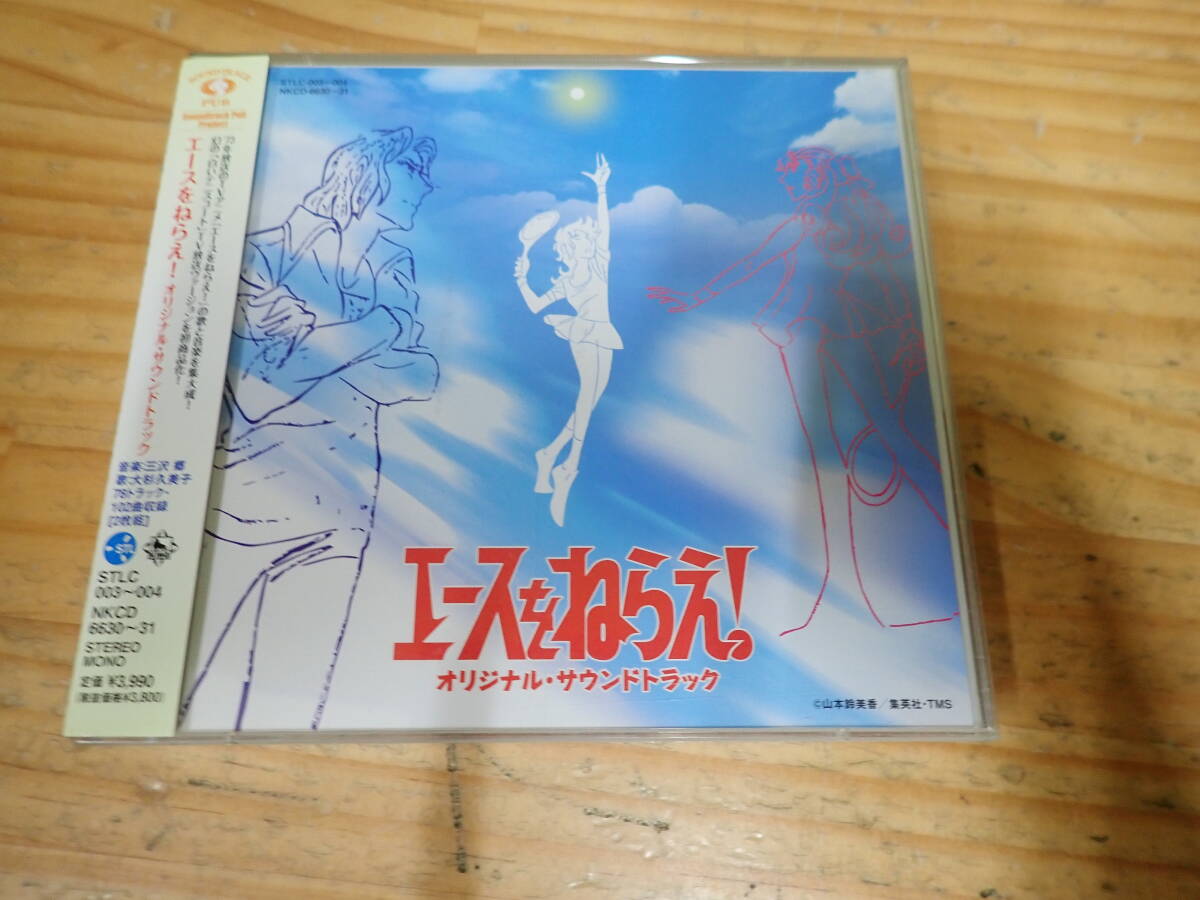 SOUNDTRACK
PUB
Soundtrack Pub
Project
エースをねらえ! オリジナル・サウンドトラック
音楽:三沢 郷
歌:大杉久美子
78トラック・
102曲収録
[2枚組]
STL
STLC
003〜004
NKCD
6630〜31
STEREO
MONO
定価 ¥3,990
(税抜価格¥3,800)
STLC-003〜004
NKCD-6630〜31
エースをねらえ!
オリジナル・サウンドトラック
©山本鈴美香/集英社・TMS